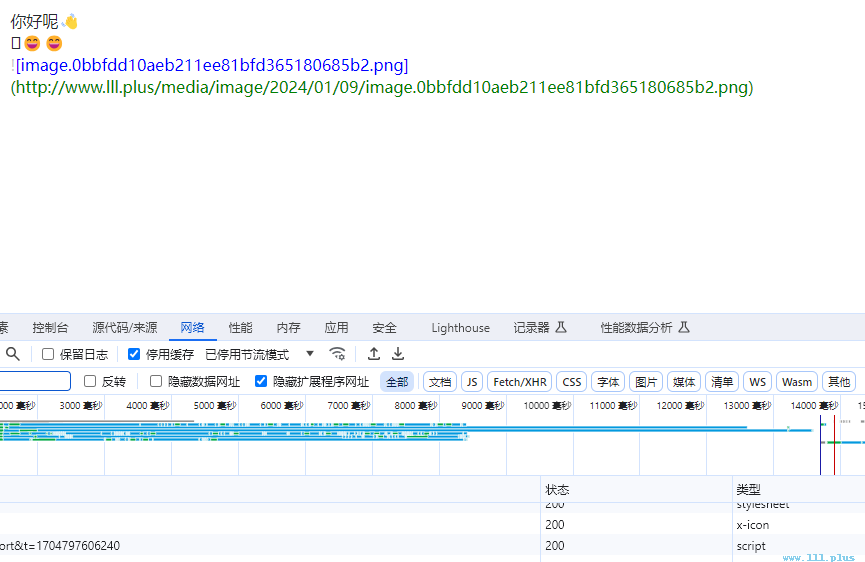 你好呢👋
😄 😄
![image.0bbfdd10aeb211ee81bfd365180685b2.png]
(http://www.lll.plus/media/image/2024/01/09/image.0bbfdd10aeb211ee81bfd365180685b2.png)
素 控制台 源代码/来源 网络 性能 内存 应用 安全 Lighthouse 记录器 性能数据分析
保留日志 停用缓存 已停用节流模式
反转 隐藏数据网址 隐藏扩展程序网址 全部 文档 JS Fetch/XHR CSS 字体 图片 媒体 清单 WS Wasm 其他
000 毫秒 3000 毫秒 4000 毫秒 5000 毫秒 6000 毫秒 7000 毫秒 8000 毫秒 9000 毫秒 10000 毫秒 11000 毫秒 12000 毫秒 13000 毫秒 14000 毫秒 15
状态 类型
200 stylesheet
200 x-icon
ort&t=1704797606240 200 script
www.lll.plus